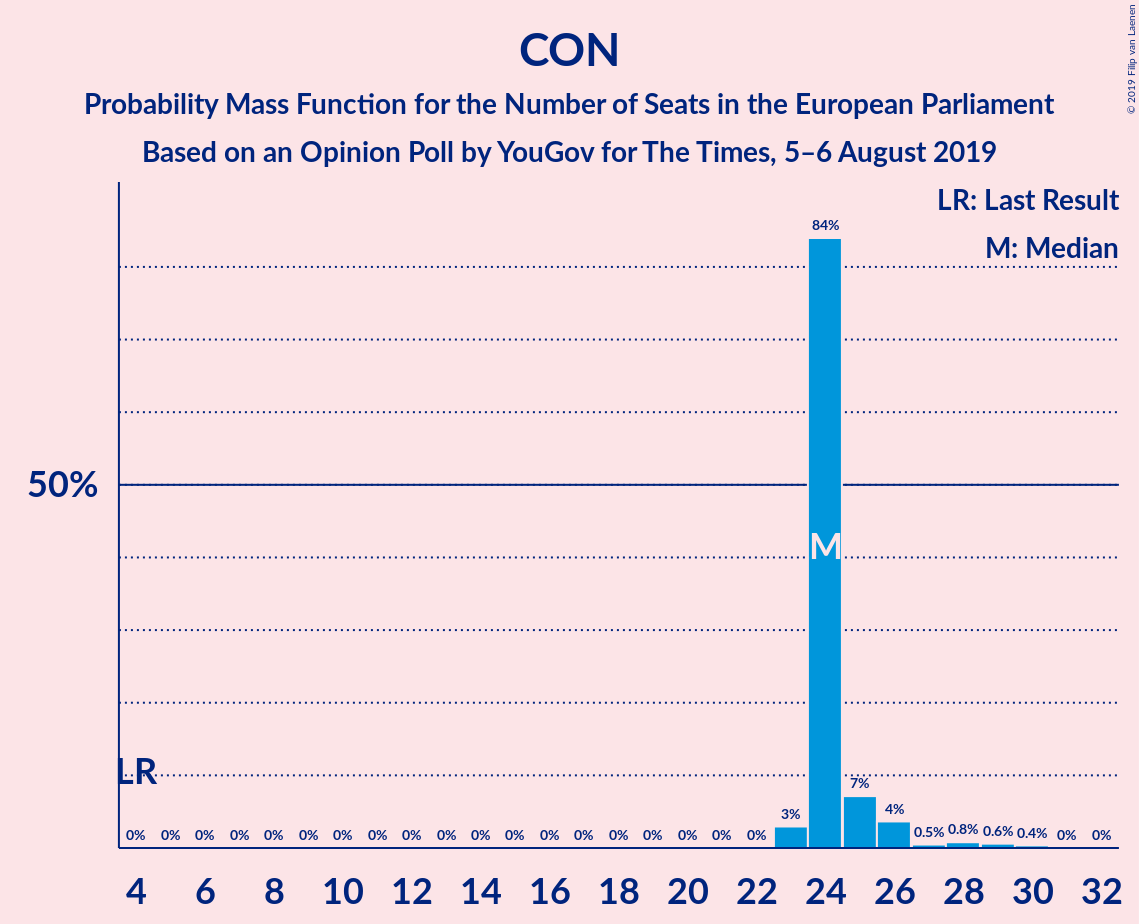 CON
Probability Mass Function for the Number of Seats in the European Parliament
Based on an Opinion Poll by YouGov for The Times, 5–6 August 2019
© 2019 Filip van Laenen
LR: Last Result
M: Median
84%
50%
M
LR
0% 0% 0% 0% 0% 0% 0% 0% 0% 0% 0% 0% 0% 0% 0% 0% 0% 0% 0% 3% 7% 4% 0.5% 0.8% 0.6% 0.4% 0% 0%
4 6 8 10 12 14 16 18 20 22 24 26 28 30 32